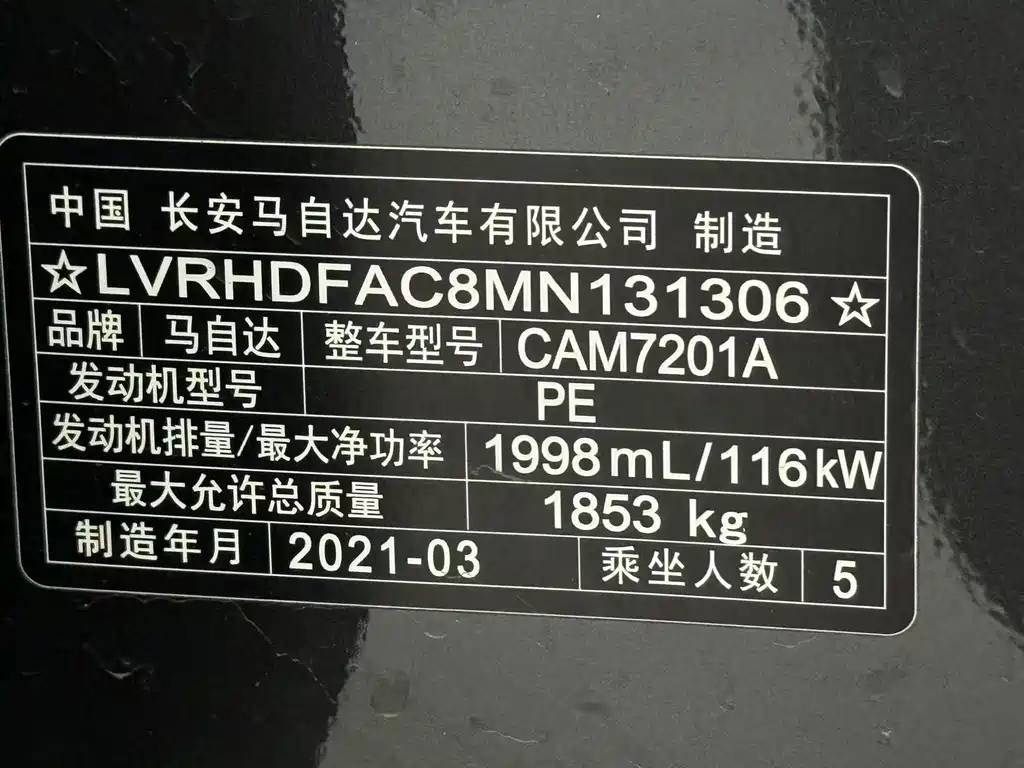 中国 长安马自达汽车有限公司 制造
☆LVRHDFAC8MN131306☆
品牌 马自达 整车型号 CAM7201A
发动机型号 PE
发动机排量/最大净功率 1998mL/116kW
最大允许总质量 1853 kg
制造年月 2021-03 乘坐人数 5